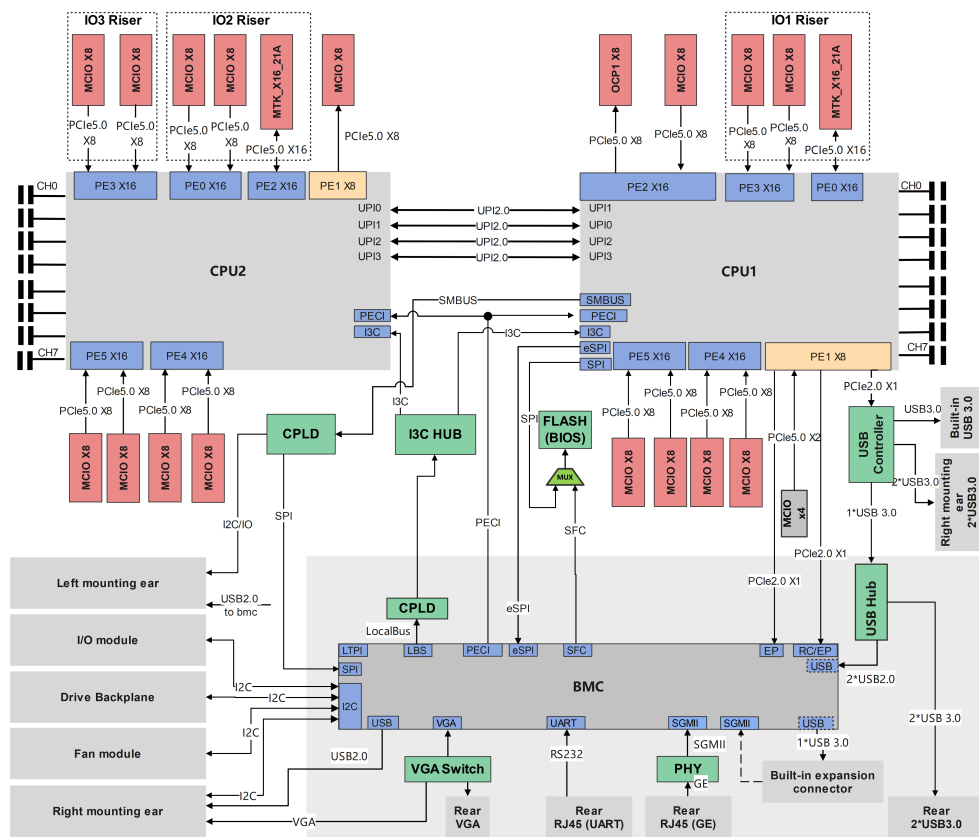 IO3 Riser
IO2 Riser
IO1 Riser
MCIO X8
MCIO X8
MCIO X8
MCIO X8
MTK_X16_21A
MCIO X8
OCP1 X8
MCIO X8
MCIO X8
MCIO X8
MTK_X16_21A
PCIe5.0
X8
PCIe5.0
X8
PCIe5.0
X8
PCIe5.0
X8
PCIe5.0 X16
PCIe5.0 X8
PCIe5.0 X8
PCIe5.0 X8
PCIe5.0
X8
PCIe5.0
X8
PCIe5.0 X16
PE3 X16
PE0 X16
PE2 X16
PE1 X8
PE2 X16
PE3 X16
PE0 X16
CH0
CH0
UPI0
UPI2.0
UPI1
UPI1
UPI2.0
UPI0
UPI2
UPI2.0
UPI2
UPI3
UPI2.0
UPI3
CPU2
CPU1
SMBUS
SMBUS
PECI
PECI
I3C
I3C
I3C
eSPI
SPI
CH7
CH7
PE5 X16
PE4 X16
PE5 X16
PE4 X16
PE1 X8
PCIe5.0 X8
PCIe5.0 X8
PCIe5.0 X8
PCIe5.0 X8
I3C
PCIe5.0 X8
PCIe5.0 X8
PCIe5.0 X8
PCIe5.0 X8
PCIe5.0 X2
PCIe2.0 X1
MCIO X8
MCIO X8
MCIO X8
MCIO X8
CPLD
I3C HUB
SPI
FLASH
(BIOS)
MUX
MCIO X8
MCIO X8
MCIO X8
MCIO X8
MCIO
x4
USB
Controller
USB3.0
Built-in
USB 3.0
2*USB3.0
Right mounting
ear
2*USB3.0
1*USB 3.0
I2C/IO
SPI
PECI
SFC
PCIe2.0 X1
PCIe2.0 X1
Left mounting ear
USB2.0
to bmc
CPLD
eSPI
USB Hub
LocalBus
I/O module
LTPI
LBS
PECI
eSPI
SFC
EP
RC/EP
SPI
USB
BMC
2*USB2.0
I2C
I2C
I2C
Drive Backplane
I2C
USB
VGA
UART
SGMII
SGMII
USB
2*USB 3.0
Fan module
USB2.0
RS232
SGMII
1*USB 3.0
VGA Switch
PHY
GE
Built-in expansion
connector
I2C
Right mounting ear
VGA
Rear
VGA
Rear
RJ45 (UART)
Rear
RJ45 (GE)
Rear
2*USB3.0